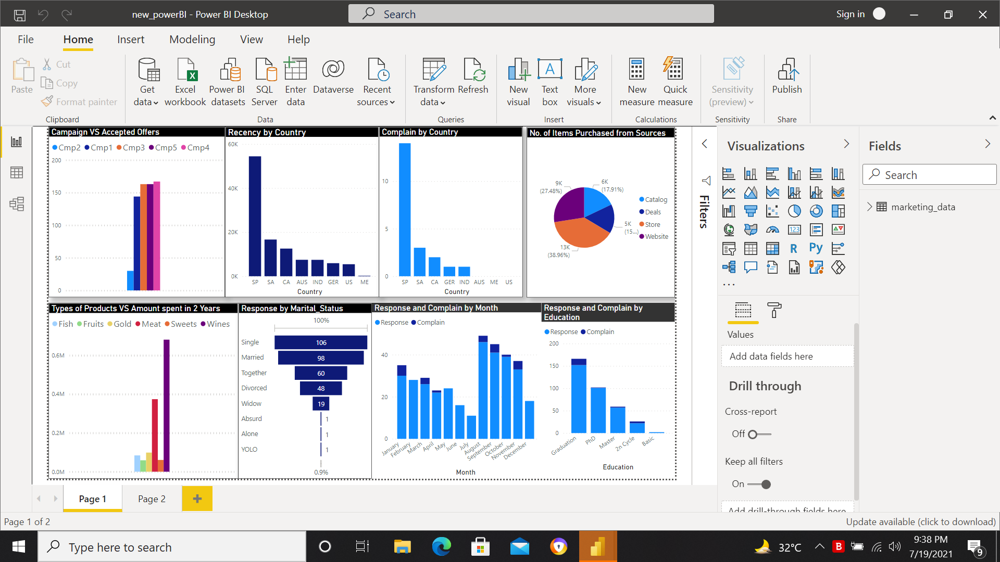 new_powerBI - Power BI Desktop
Search
Sign in
File Home Insert Modeling View Help
Paste
Cut
Copy
Format painter
Clipboard
Get data
Excel workbook
Power BI datasets
SQL Server
Enter data
Dataverse
Recent sources
Data
Transform data
Refresh
Queries
New visual
Text box
More visuals
Insert
New measure
Quick measure
Calculations
Sensitivity (preview)
Sensitivity
Publish
Share
Campaign VS Accepted Offers
Cmp2 Cmp1 Cmp3 Cmp5 Cmp4
200
150
100
50
0
Recency by Country
60K
40K
20K
0K
SP SA CA AUS IND GER US ME
Country
Complain by Country
10
5
0
SP SA CA GER IND AUS ME US
Country
No. of Items Purchased from Sources
9K
(27.48%)
6K
(17.91%)
5K
(15...)
13K
(38.96%)
Catalog
Deals
Store
Website
Types of Products VS Amount spent in 2 Years
Fish Fruits Gold Meat Sweets Wines
0.6M
0.4M
0.2M
0.0M
Response by Marital_Status
100%
Single 106
Married 98
Together 60
Divorced 48
Widow 19
Absurd 1
Alone 1
YOLO 1
0.9%
Response and Complain by Month
Response Complain
40
20
0
January February March April May June July August September October November December
Month
Response and Complain by
Education
Response Complain
200
150
100
50
0
Graduation PhD Master 2n Cycle Basic
Education
Filters
Visualizations
123
R
Py
...
Values
Add data fields here
Drill through
Cross-report
Off
Keep all filters
On
Add drill-through fields here
Fields
Search
marketing_data
Page 1
Page 2
+
Page 1 of 2
Update available (click to download)
Type here to search
32°C
B
9:38 PM
7/19/2021
9